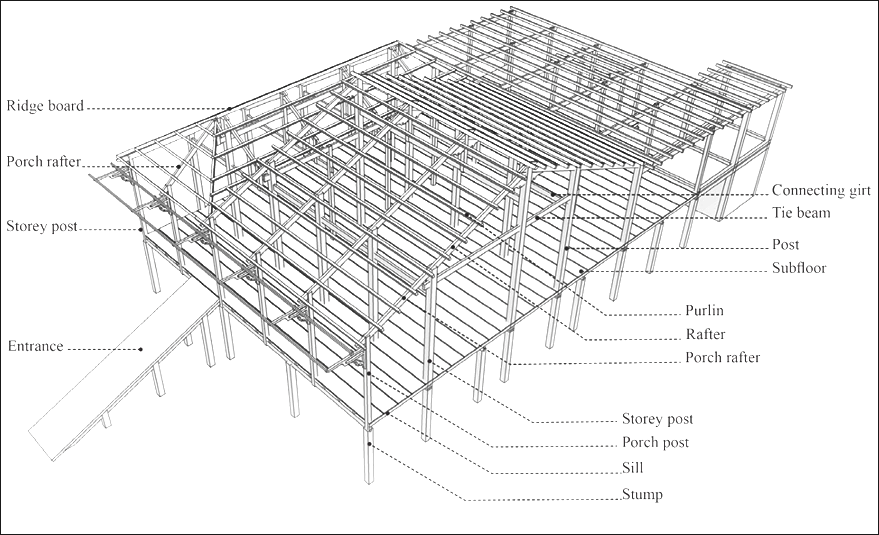 Ridge board
Porch rafter
Storey post
Entrance
Connecting girt
Tie beam
Post
Subfloor
Purlin
Rafter
Porch rafter
Storey post
Porch post
Sill
Stump